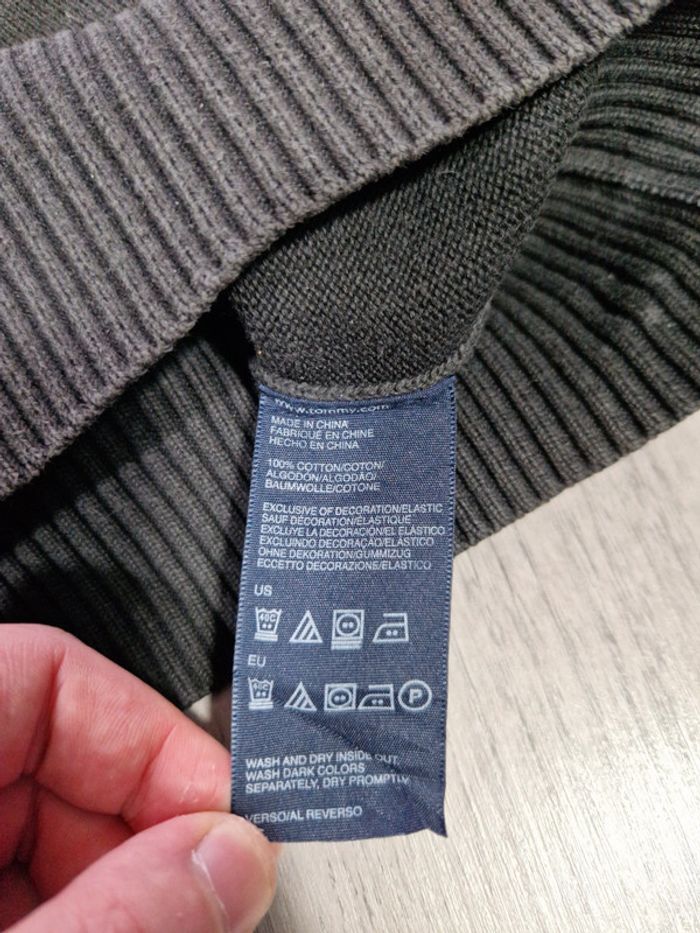 www.tommy.com
MADE IN CHINA
FABRIQUÉ EN CHINE
HECHO EN CHINA
100% COTTON/COTON/
ALGODÓN/ALGODÃO/
BAUMWOLLE/COTONE
EXCLUSIVE OF DECORATION/ELASTIC
SAUF DÉCORATION/ÉLASTIQUE
EXCLUYE LA DECORACIÓN/EL ELÁSTICO
EXCLUINDO DECORAÇÃO/ELÁSTICO
OHNE DEKORATION/GUMMIZUG
ECCETTO DECORAZIONE/ELASTICO
US
40C
EU
40C P
WASH AND DRY INSIDE OUT,
WASH DARK COLORS
SEPARATELY, DRY PROMPTLY
VERSO/AL REVERSO